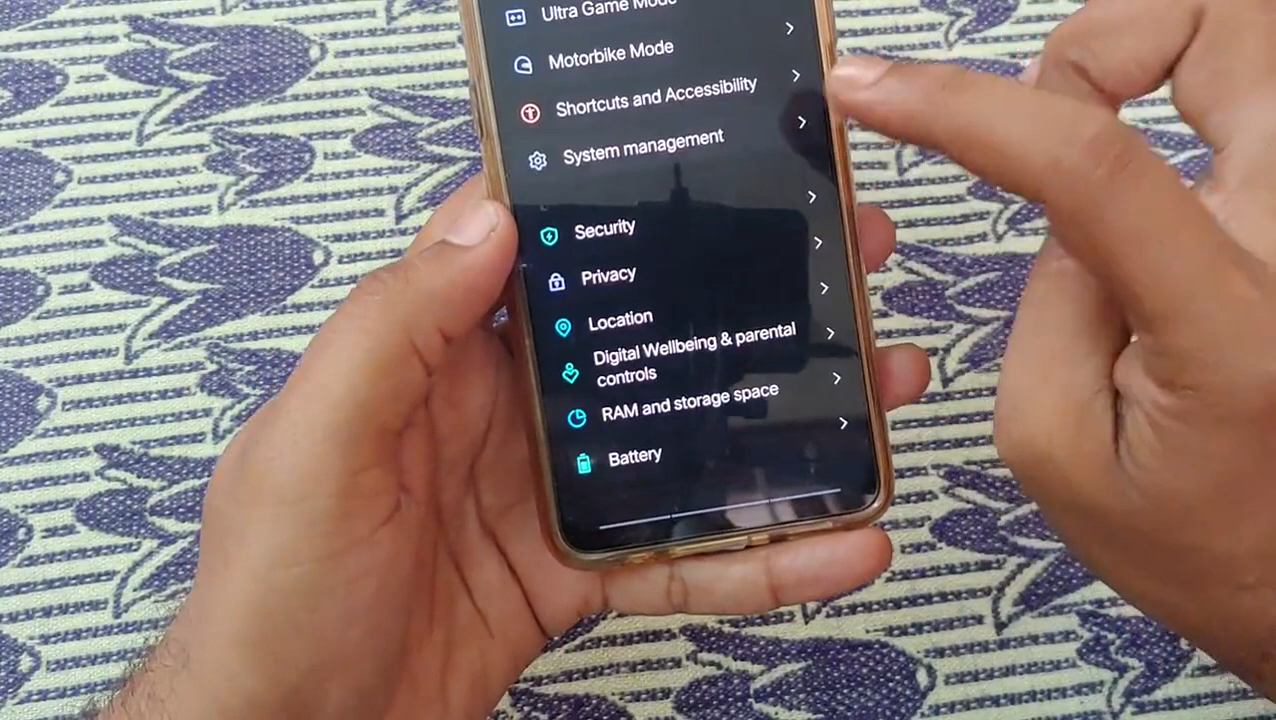 Ultra Game Mode
Motorbike Mode
Shortcuts and Accessibility
System management
Security
Privacy
Location
Digital Wellbeing & parental
controls
RAM and storage space
Battery